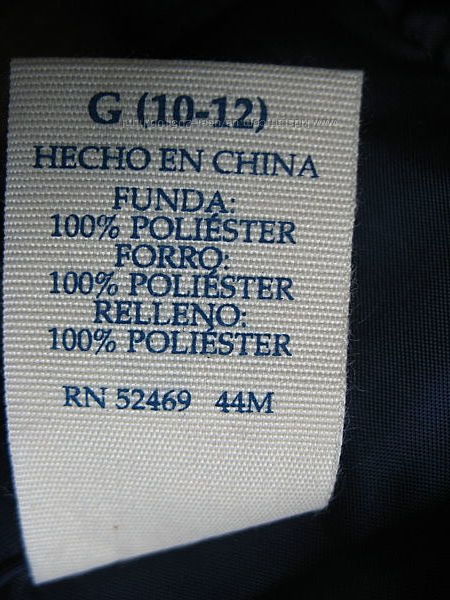 G (10-12)
HECHO EN CHINA
FUNDA:
100% POLIÉSTER
FORRO:
100% POLIÉSTER
RELLENO:
100% POLIÉSTER
RN 52469 44M